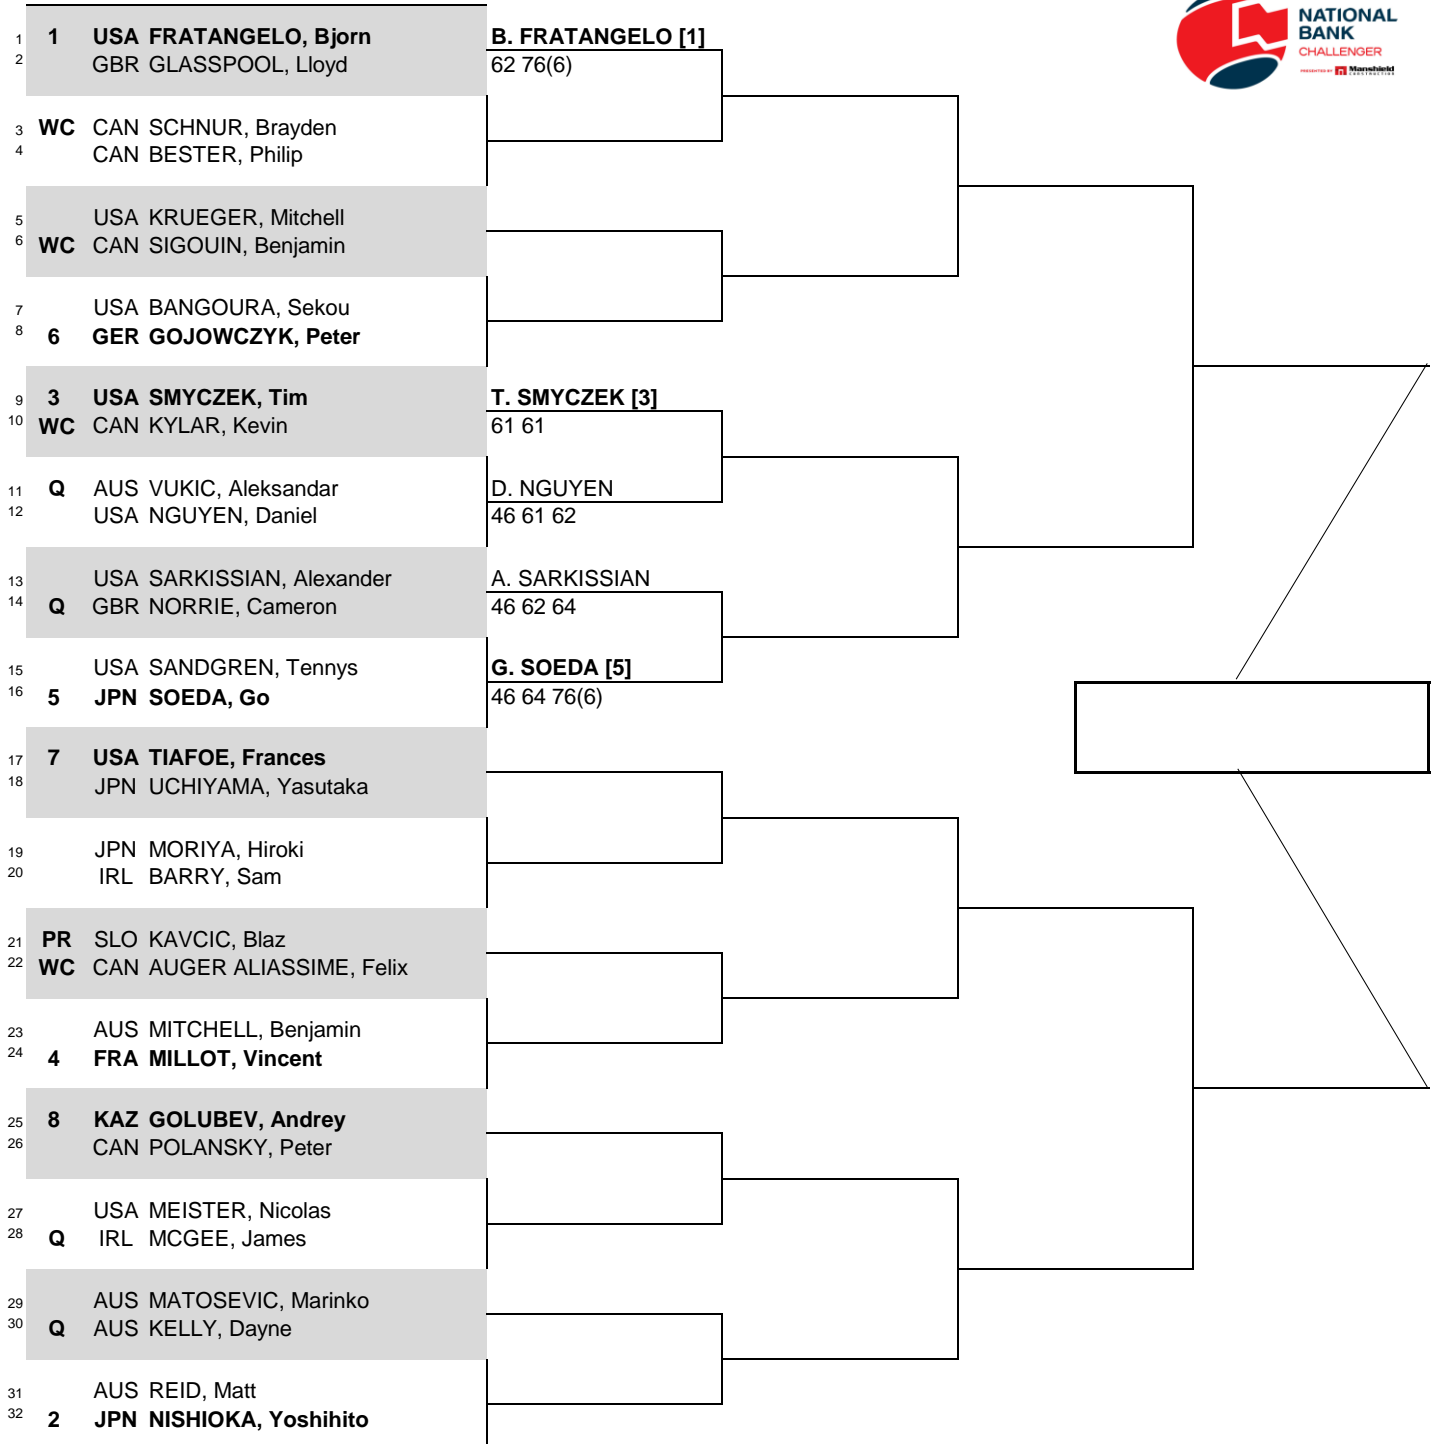 NATIONAL
BANK
CHALLENGER
PRESENTED BY Manshield
CONSTRUCTION
1 1 USA FRATANGELO, Bjorn B. FRATANGELO [1]
2 GBR GLASSPOOL, Lloyd 62 76(6)
3 WC CAN SCHNUR, Brayden
4 CAN BESTER, Philip
5 USA KRUEGER, Mitchell
6 WC CAN SIGOUIN, Benjamin
7 USA BANGOURA, Sekou
8 6 GER GOJOWCZYK, Peter
9 3 USA SMYCZEK, Tim T. SMYCZEK [3]
10 WC CAN KYLAR, Kevin 61 61
11 Q AUS VUKIC, Aleksandar D. NGUYEN
12 USA NGUYEN, Daniel 46 61 62
13 USA SARKISSIAN, Alexander A. SARKISSIAN
14 Q GBR NORRIE, Cameron 46 62 64
15 USA SANDGREN, Tennys G. SOEDA [5]
16 5 JPN SOEDA, Go 46 64 76(6)
17 7 USA TIAFOE, Frances
18 JPN UCHIYAMA, Yasutaka
19 JPN MORIYA, Hiroki
20 IRL BARRY, Sam
21 PR SLO KAVCIC, Blaz
22 WC CAN AUGER ALIASSIME, Felix
23 AUS MITCHELL, Benjamin
24 4 FRA MILLOT, Vincent
25 8 KAZ GOLUBEV, Andrey
26 CAN POLANSKY, Peter
27 USA MEISTER, Nicolas
28 Q IRL MCGEE, James
29 AUS MATOSEVIC, Marinko
30 Q AUS KELLY, Dayne
31 AUS REID, Matt
32 2 JPN NISHIOKA, Yoshihito